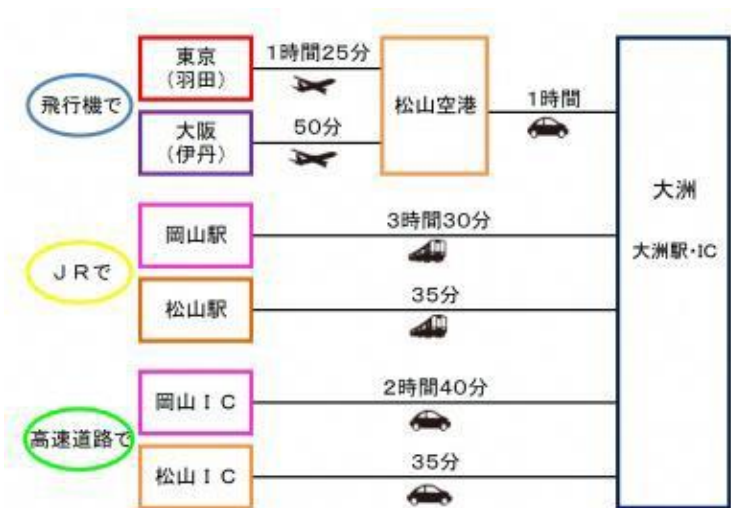 飛行機で
東京
(羽田)
1時間25分
大阪
(伊丹)
50分
松山空港
1時間
JRで
岡山駅
3時間30分
松山駅
35分
高速道路で
岡山IC
2時間40分
松山IC
35分
大洲
大洲駅・IC